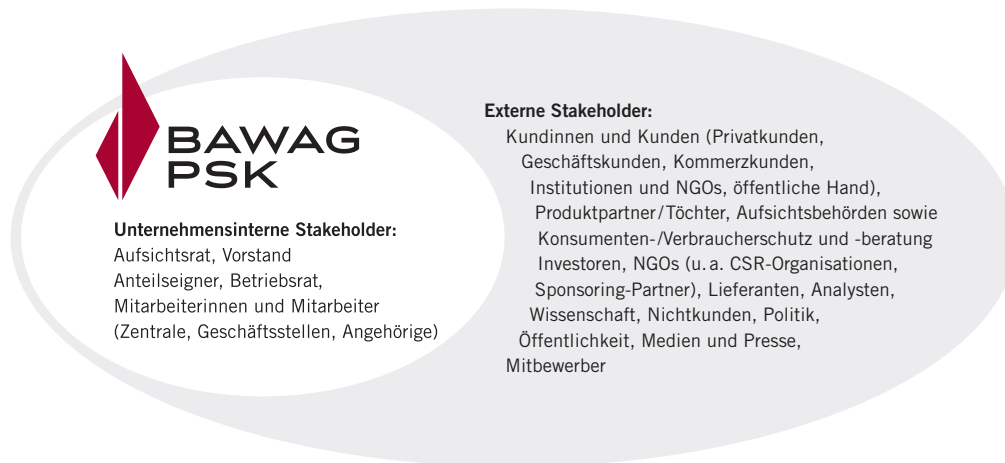 BAWAG
PSK
Unternehmensinterne Stakeholder:
Aufsichtsrat, Vorstand
Anteilseigner, Betriebsrat,
Mitarbeiterinnen und Mitarbeiter
(Zentrale, Geschäftsstellen, Angehörige)
Externe Stakeholder:
Kundinnen und Kunden (Privatkunden,
Geschäftskunden, Kommerzkunden,
Institutionen und NGOs, öffentliche Hand),
Produktpartner/Töchter, Aufsichtsbehörden sowie
Konsumenten-/Verbraucherschutz und -beratung
Investoren, NGOs (u. a. CSR-Organisationen,
Sponsoring-Partner), Lieferanten, Analysten,
Wissenschaft, Nichtkunden, Politik,
Öffentlichkeit, Medien und Presse,
Mitbewerber